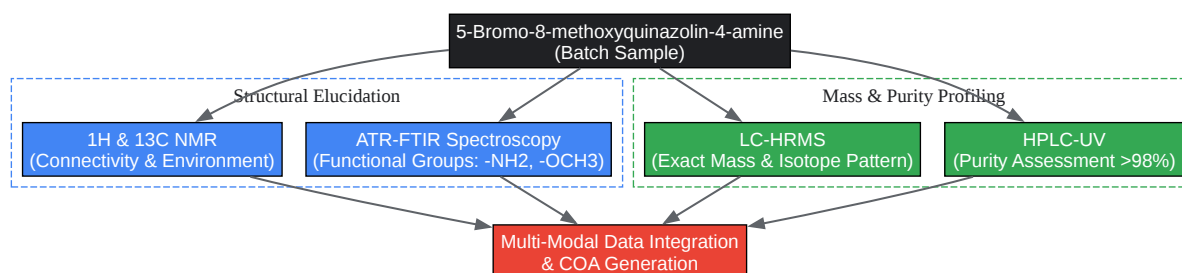 5-Bromo-8-methoxyquinazolin-4-amine
(Batch Sample)
Structural Elucidation
Mass & Purity Profiling
1H & 13C NMR
(Connectivity & Environment)
ATR-FTIR Spectroscopy
(Functional Groups: -NH2, -OCH3)
LC-HRMS
(Exact Mass & Isotope Pattern)
HPLC-UV
(Purity Assessment >98%)
Multi-Modal Data Integration
& COA Generation